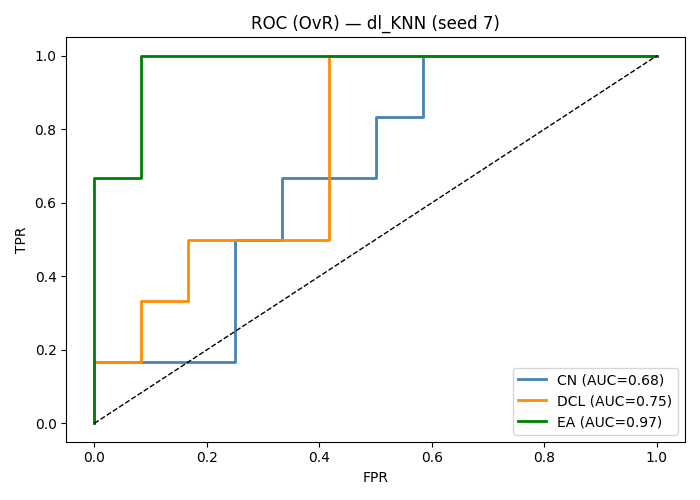 ROC (OvR) — dl_KNN (seed 7)
TPR
1.0
0.8
0.6
0.4
0.2
0.0
0.0 0.2 0.4 0.6 0.8 1.0
FPR
CN (AUC=0.68)
DCL (AUC=0.75)
EA (AUC=0.97)